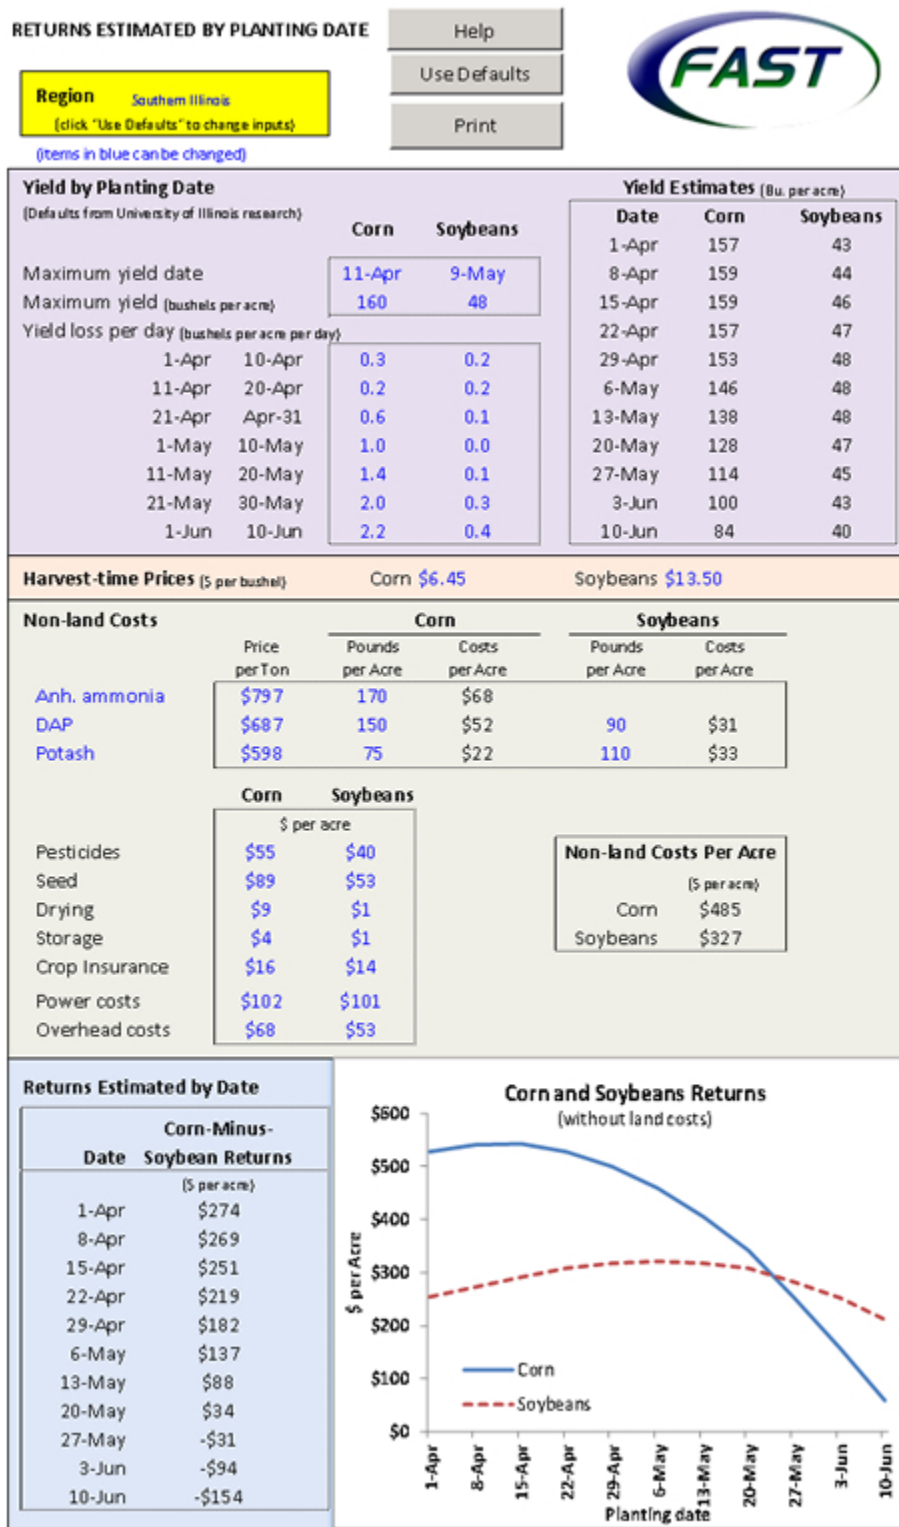 RETURNS ESTIMATED BY PLANTING DATE
Help
Use Defaults
Print
FAST
Region Southern Illinois
(click "Use Defaults" to change inputs)
(items in blue can be changed)
Yield by Planting Date
(Defaults from University of Illinois research)
Corn Soybeans
Maximum yield date 11-Apr 9-May
Maximum yield (bushels per acre) 160 48
Yield loss per day (bushels per acre per day)
1-Apr 10-Apr 0.3 0.2
11-Apr 20-Apr 0.2 0.2
21-Apr Apr-31 0.6 0.1
1-May 10-May 1.0 0.0
11-May 20-May 1.4 0.1
21-May 30-May 2.0 0.3
1-Jun 10-Jun 2.2 0.4
Yield Estimates (Bu. per acre)
Date Corn Soybeans
1-Apr 157 43
8-Apr 159 44
15-Apr 159 46
22-Apr 157 47
29-Apr 153 48
6-May 146 48
13-May 138 48
20-May 128 47
27-May 114 45
3-Jun 100 43
10-Jun 84 40
Harvest-time Prices ($ per bushel) Corn $6.45 Soybeans $13.50
Non-land Costs Corn Soybeans
Price Pounds Costs Pounds Costs
per Ton per Acre per Acre per Acre per Acre
Anh. ammonia $797 170 $68
DAP $687 150 $52 90 $31
Potash $598 75 $22 110 $33
Corn Soybeans
$ per acre
Pesticides $55 $40
Seed $89 $53
Drying $9 $1
Storage $4 $1
Crop Insurance $16 $14
Power costs $102 $101
Overhead costs $68 $53
Non-land Costs Per Acre
($ per acre)
Corn $485
Soybeans $327
Returns Estimated by Date
Corn-Minus-
Date Soybean Returns
($ per acre)
1-Apr $274
8-Apr $269
15-Apr $251
22-Apr $219
29-Apr $182
6-May $137
13-May $88
20-May $34
27-May -$31
3-Jun -$94
10-Jun -$154
Corn and Soybeans Returns
(without land costs)
$ per Acre
$600
$500
$400
$300
$200
$100
$0
Corn
Soybeans
1-Apr
8-Apr
15-Apr
22-Apr
29-Apr
6-May
13-May
20-May
27-May
3-Jun
10-Jun
Planting date